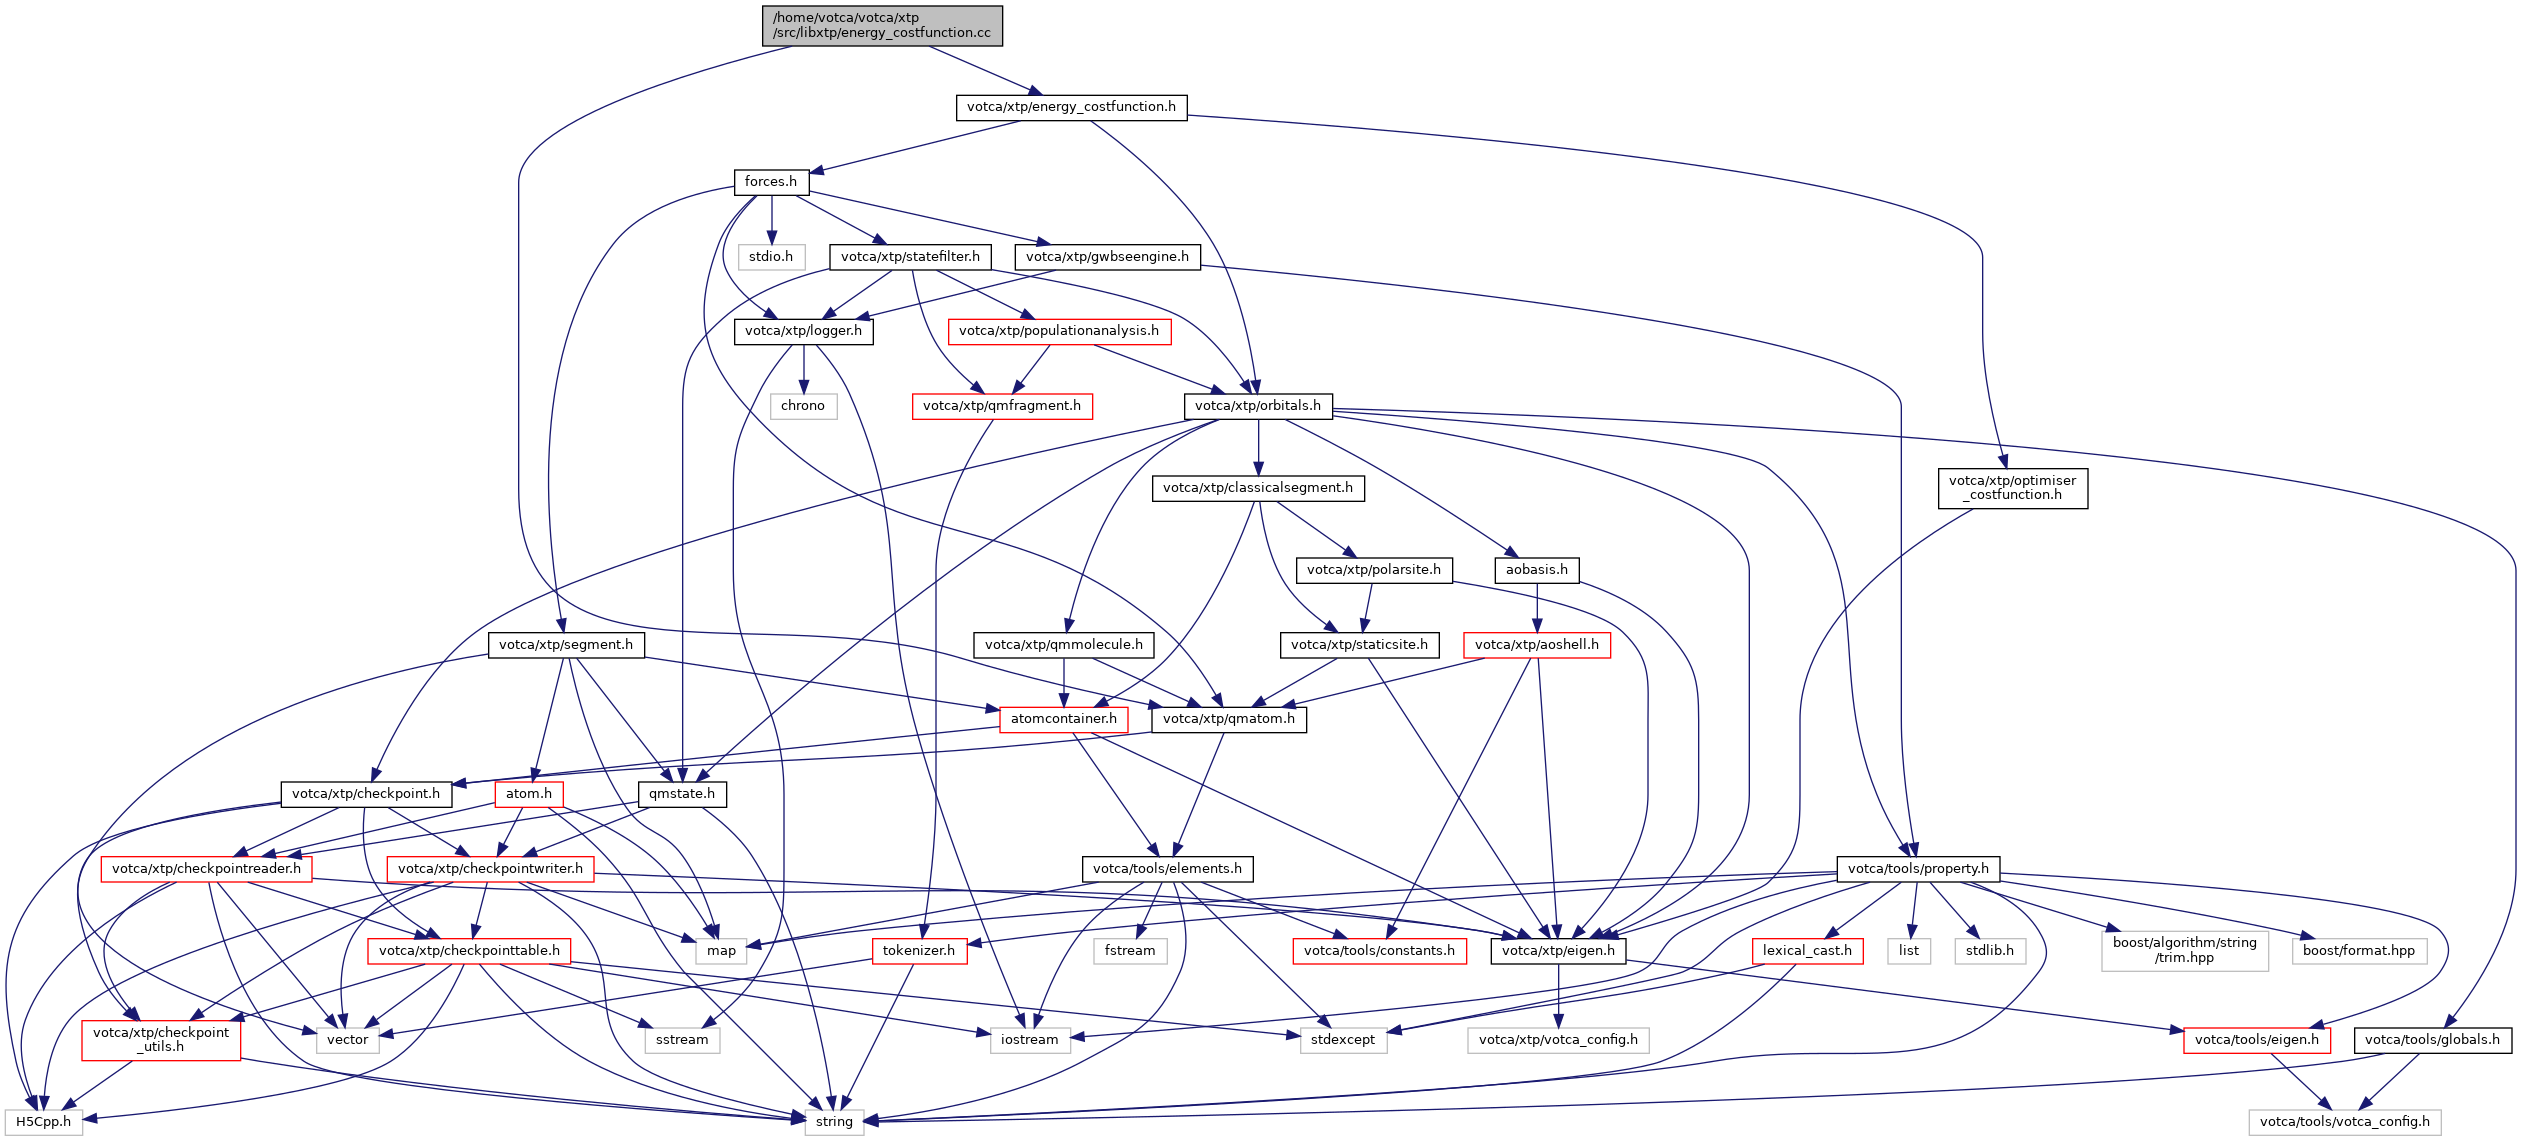 /home/votca/votca/xtp
/src/libxtp/energy_costfunction.cc
votca/xtp/energy_costfunction.h
forces.h
stdio.h
votca/xtp/statefilter.h
votca/xtp/gwbseengine.h
votca/xtp/logger.h
votca/xtp/populationanalysis.h
chrono
votca/xtp/qmfragment.h
votca/xtp/orbitals.h
votca/xtp/classicalsegment.h
votca/xtp/optimiser
_costfunction.h
votca/xtp/polarsite.h
aobasis.h
votca/xtp/segment.h
votca/xtp/qmmolecule.h
votca/xtp/staticsite.h
votca/xtp/aoshell.h
atomcontainer.h
votca/xtp/qmatom.h
votca/xtp/checkpoint.h
atom.h
qmstate.h
votca/xtp/checkpointreader.h
votca/xtp/checkpointwriter.h
votca/tools/elements.h
votca/tools/property.h
votca/xtp/checkpointtable.h
map
tokenizer.h
fstream
votca/tools/constants.h
votca/xtp/eigen.h
lexical_cast.h
list
stdlib.h
boost/algorithm/string
/trim.hpp
boost/format.hpp
votca/xtp/checkpoint
_utils.h
vector
sstream
iostream
stdexcept
votca/xtp/votca_config.h
votca/tools/eigen.h
votca/tools/globals.h
H5Cpp.h
string
votca/tools/votca_config.h